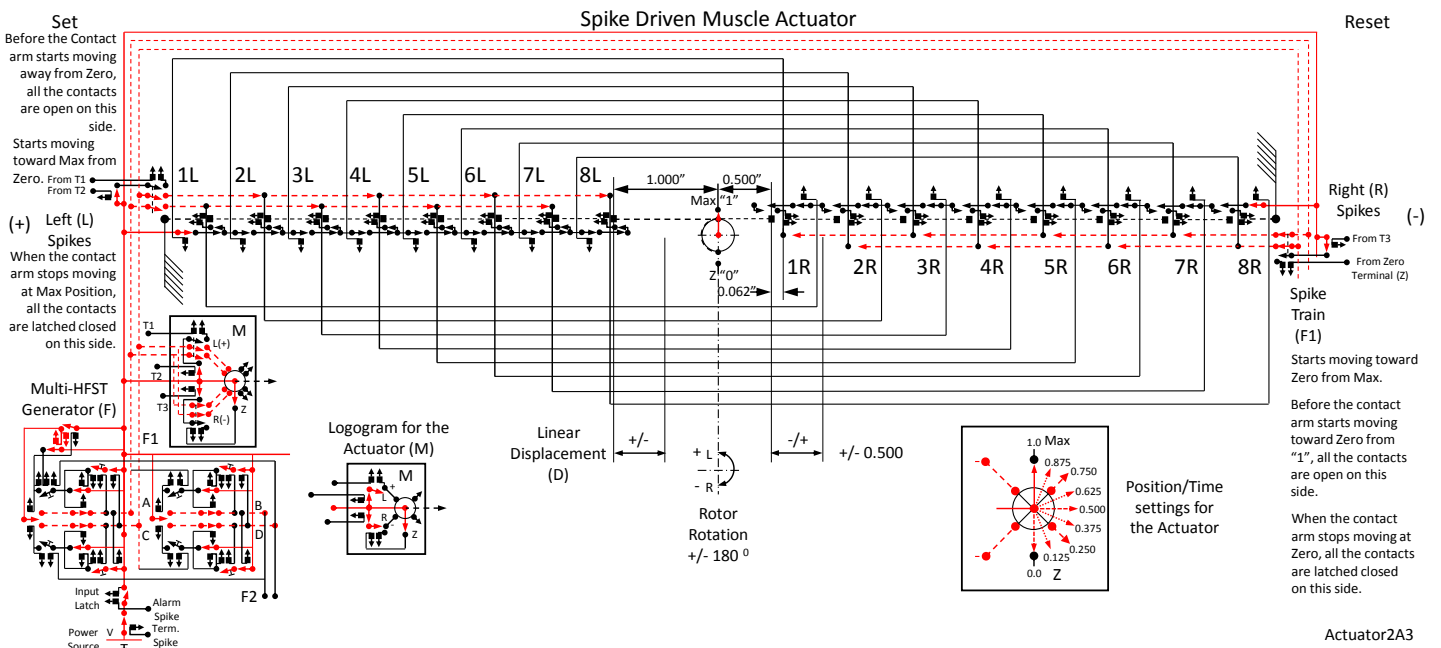 Set
Spike Driven Muscle Actuator
Reset
Before the Contact
arm starts moving
away from Zero,
all the contacts
are open on this
side.
Starts moving
toward Max from
Zero.
From T1
From T2
(+)
Left (L)
Spikes
When the contact
arm stops moving
at Max Position,
all the contacts
are latched closed
on this side.
1L
2L
3L
4L
5L
6L
7L
8L
1.000”
0.500”
Max “1”
Z “0”
0.062”
1R
2R
3R
4R
5R
6R
7R
8R
Right (R)
Spikes
(-)
From T3
From Zero
Terminal (Z)
Spike
Train
(F1)
Starts moving toward
Zero from Max.
Before the contact
arm starts moving
toward Zero from
“1”, all the contacts
are open on this
side.
When the contact
arm stops moving at
Zero, all the contacts
are latched closed
on this side.
T1
M
L(+)
T2
T3
R(-)
Z
Multi-HFST
Generator (F)
F1
A
B
C
D
F2
Input
Latch
Alarm
Spike
Power
Source
V
Term.
Spike
Logogram for the
Actuator (M)
M
L
+
R
-
Z
Linear
Displacement
(D)
+/-
-/+
+/- 0.500
+ L
- R
Rotor
Rotation
+/- 180 0
1.0 Max
0.875
0.750
0.625
0.500
0.375
0.250
0.125
0.0
Z
-
-
Position/Time
settings for
the Actuator
Actuator2A3